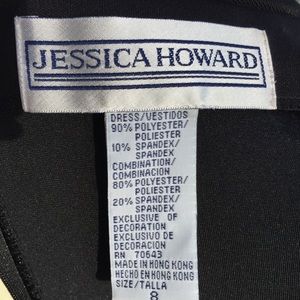 JESSICA HOWARD
DRESS/VESTIDOS
90% POLYESTER/
POLIESTER
10% SPANDEX/
SPANDEX
COMBINATION/
COMBINACION
80% POLYESTER/
POLIESTER
20% SPANDEX/
SPANDEX
EXCLUSIVE OF
DECORATION
EXCLUSIVO DE
DECORACION
RN 70643
MADE IN HONG KONG
HECHO EN HONG KONG
SIZE/TALLA
8